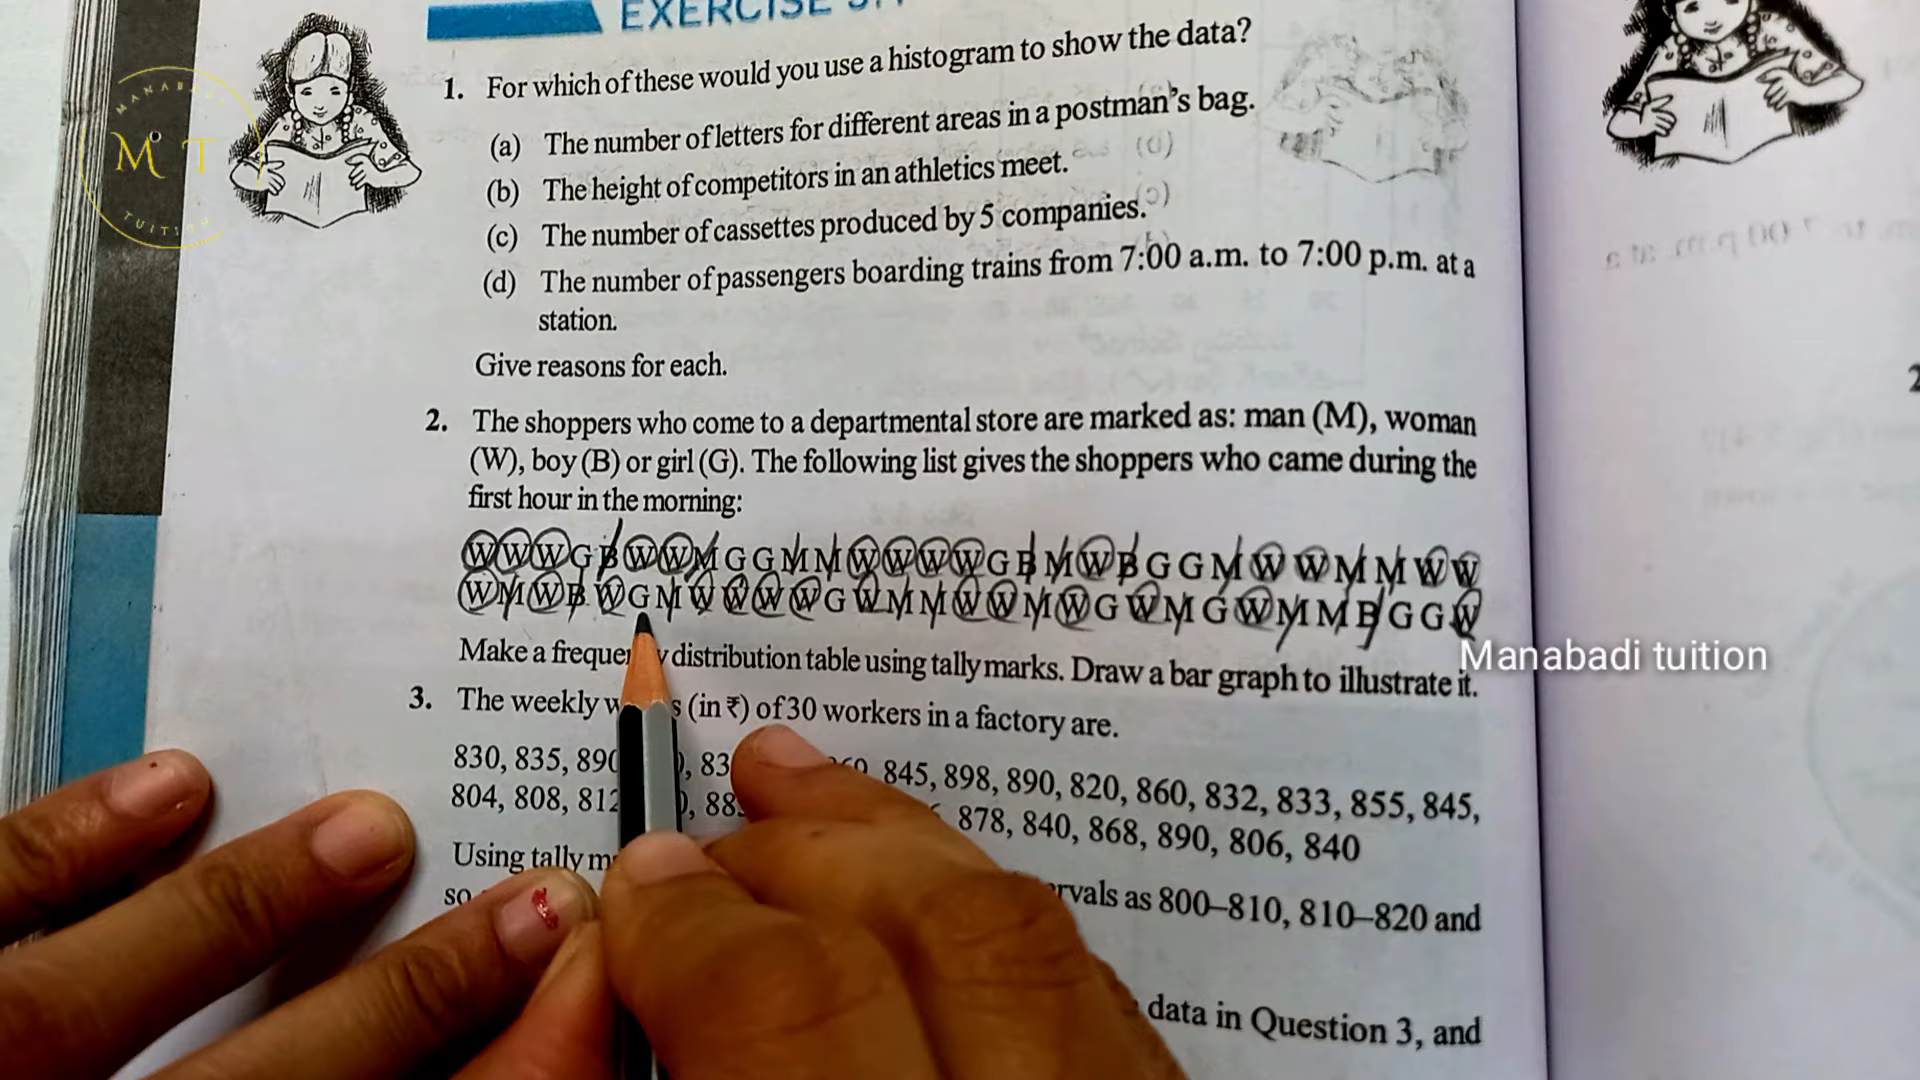 EXERCISE
1. For which of these would you use a histogram to show the data?
(a) The number of letters for different areas in a postman's bag.
(b) The height of competitors in an athletics meet.
(c) The number of cassettes produced by 5 companies.
(d) The number of passengers boarding trains from 7:00 a.m. to 7:00 p.m. at a
station.
Give reasons for each.
2. The shoppers who come to a departmental store are marked as: man (M), woman
(W), boy (B) or girl (G). The following list gives the shoppers who came during the
first hour in the morning:
W W W G B W W M G G M M W W W W G B M W B G G M W W M M W W
W M W B W G M W W W W G W M M W W M W G W M G W M M B G G W
Make a distribution table using tally marks. Draw a bar graph to illustrate it.
3. The weekly (in ₹) of 30 workers in a factory are.
830, 835, 845, 898, 890, 820, 860, 832, 833, 855, 845,
804, 808, 878, 840, 868, 890, 806, 840
Using tally as 800–810, 810–820 and
so
data in Question 3, and
M T
TUITION
Manabadi tuition